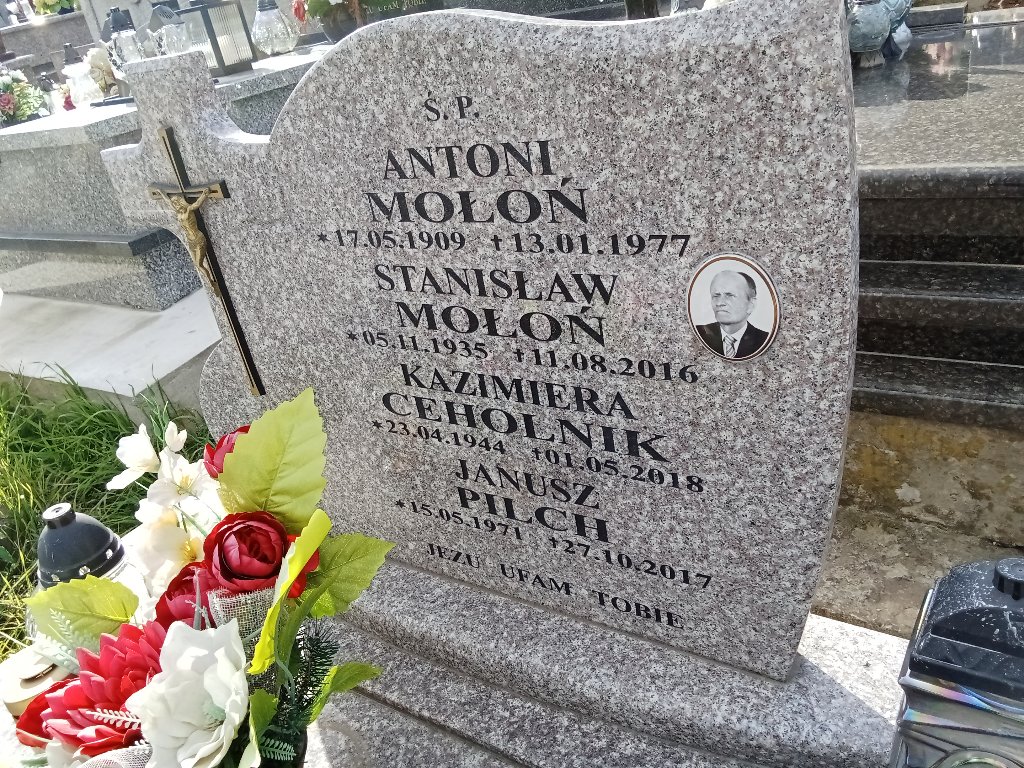 Ś. P.
ANTONI
MOŁOŃ
*17.05.1909 †13.01.1977
STANISŁAW
MOŁOŃ
*05.11.1935 †11.08.2016
KAZIMIERA
CEHOLNIK
*23.04.1944 †01.05.2018
JANUSZ
PILCH
*15.05.1971 †27.10.2017
JEZU UFAM TOBIE